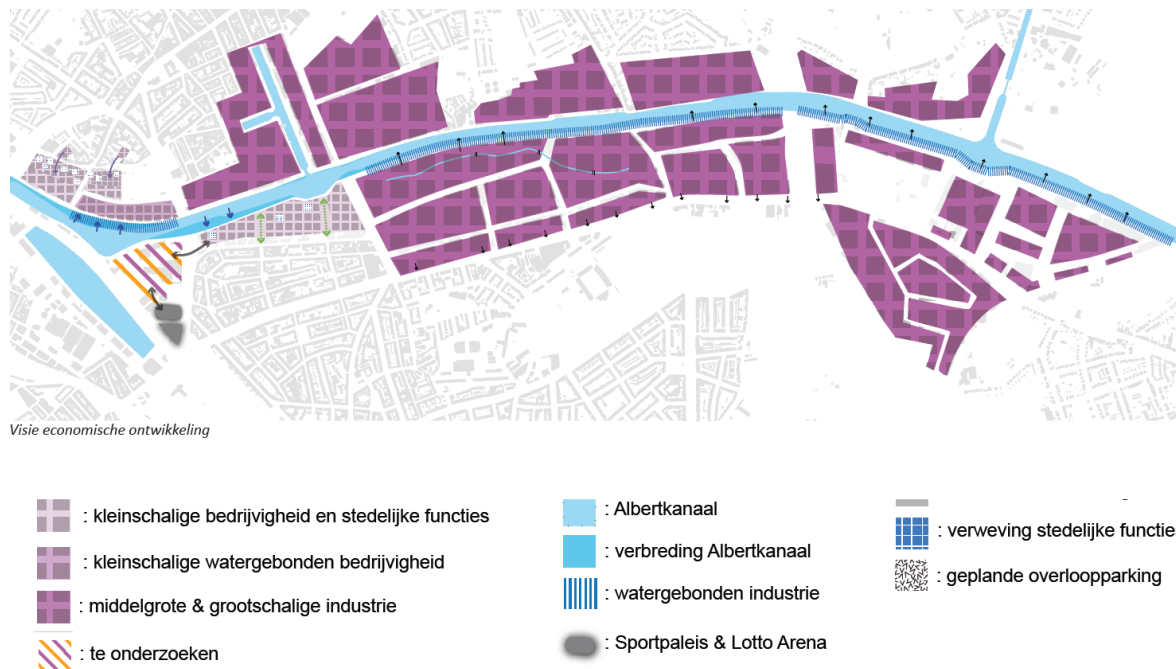 Visie economische ontwikkeling
: kleinschalige bedrijvigheid en stedelijke functies
: kleinschalige watergebonden bedrijvigheid
: middelgrote & grootschalige industrie
: te onderzoeken
: Albertkanaal
: verbreding Albertkanaal
: watergebonden industrie
: Sportpaleis & Lotto Arena
: verweving stedelijke functie
: geplande overloopparking